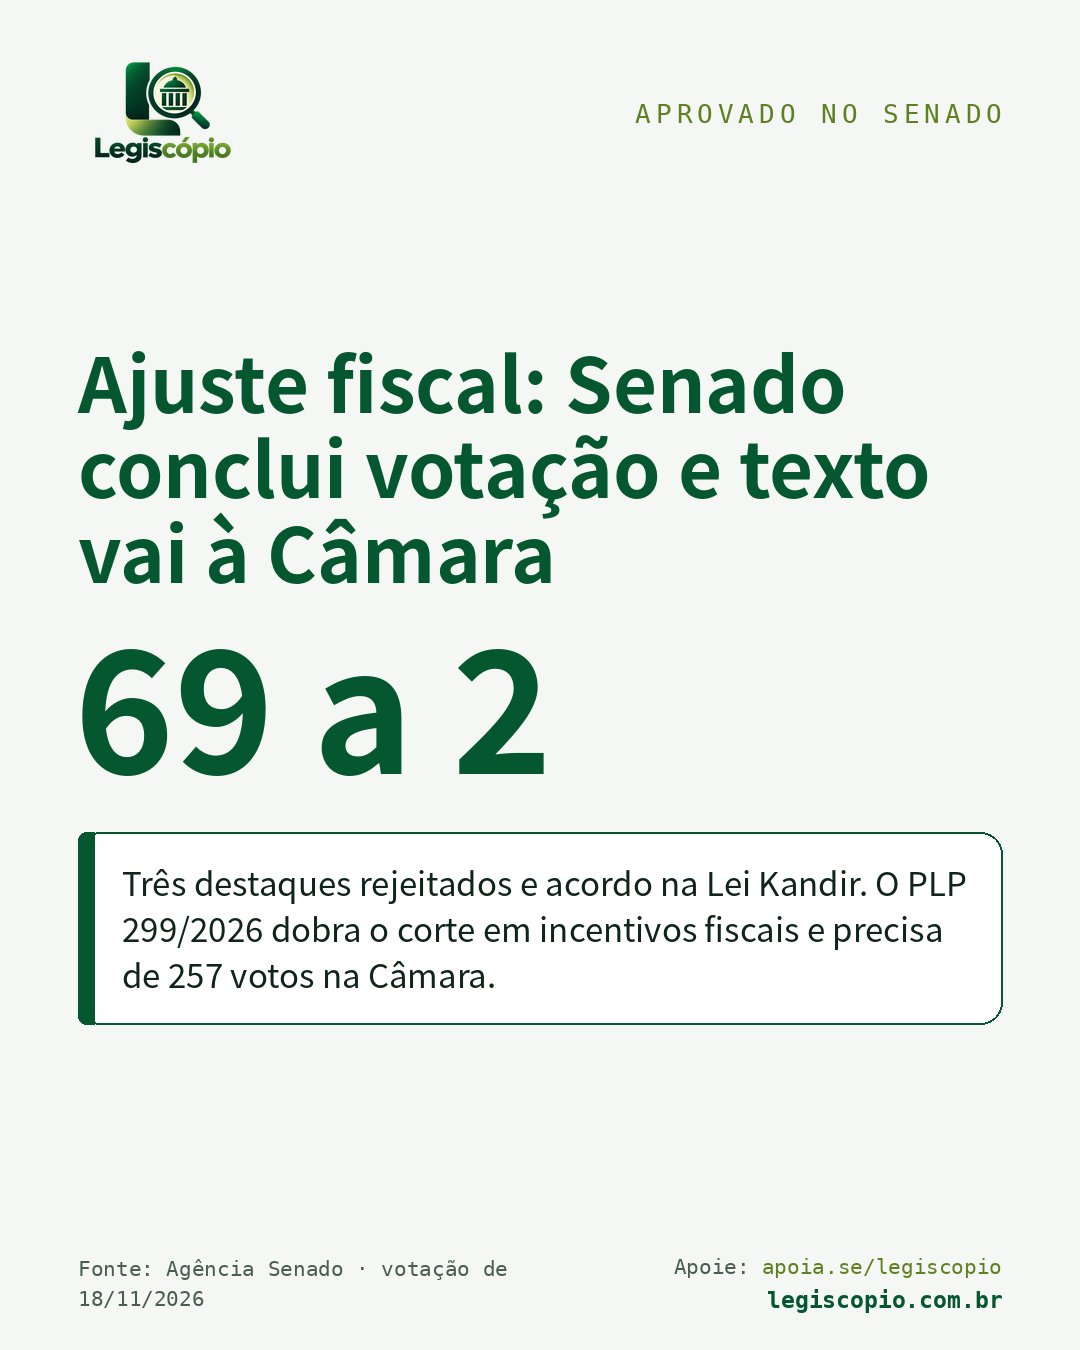 Legiscópio
APROVADO NO SENADO
Ajuste fiscal: Senado
conclui votação e texto
vai à Câmara
69 a 2
Três destaques rejeitados e acordo na Lei Kandir. O PLP
299/2026 dobra o corte em incentivos fiscais e precisa
de 257 votos na Câmara.
Fonte: Agência Senado · votação de
18/11/2026
Apoie: apoia.se/legiscopio
legiscopio.com.br